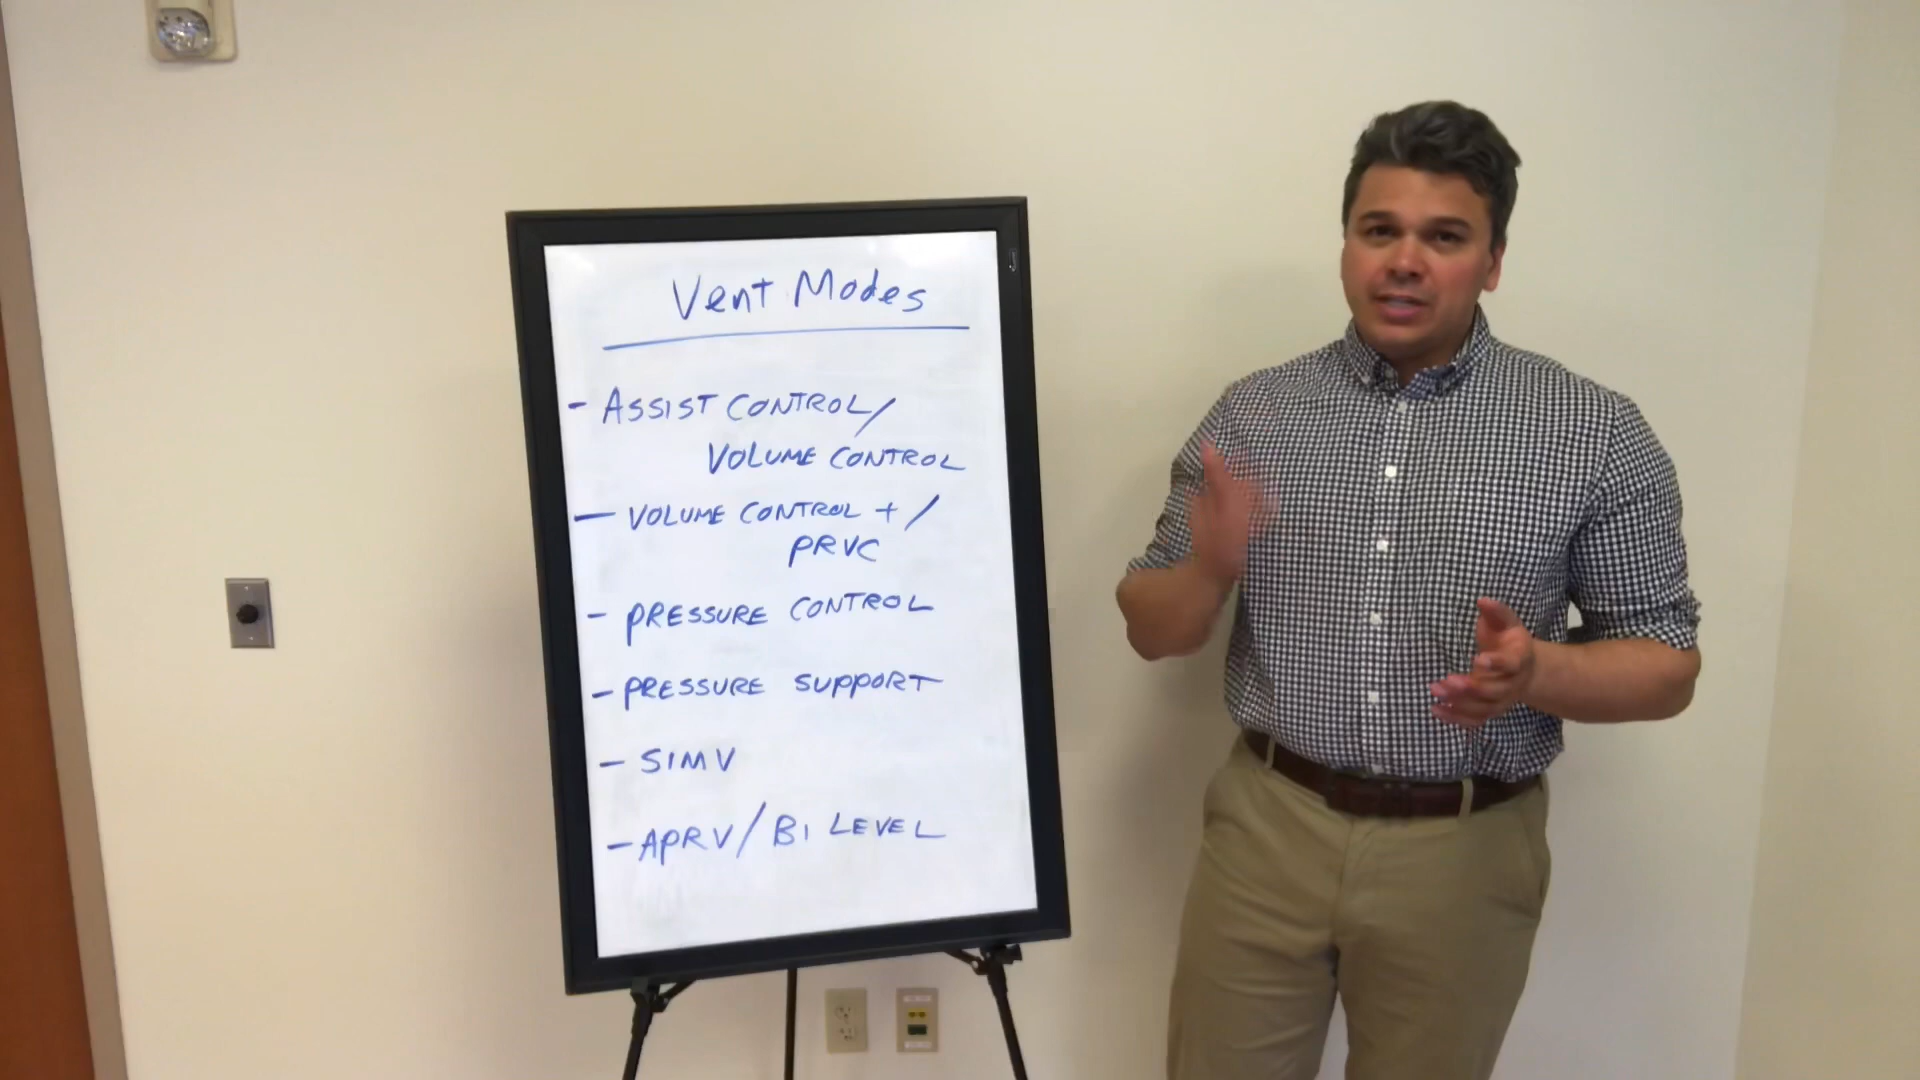 Vent Modes
- ASSIST CONTROL/
VOLUME CONTROL
- VOLUME CONTROL + /
PRVC
- PRESSURE CONTROL
- PRESSURE SUPPORT
- SIMV
- APRV/BI LEVEL